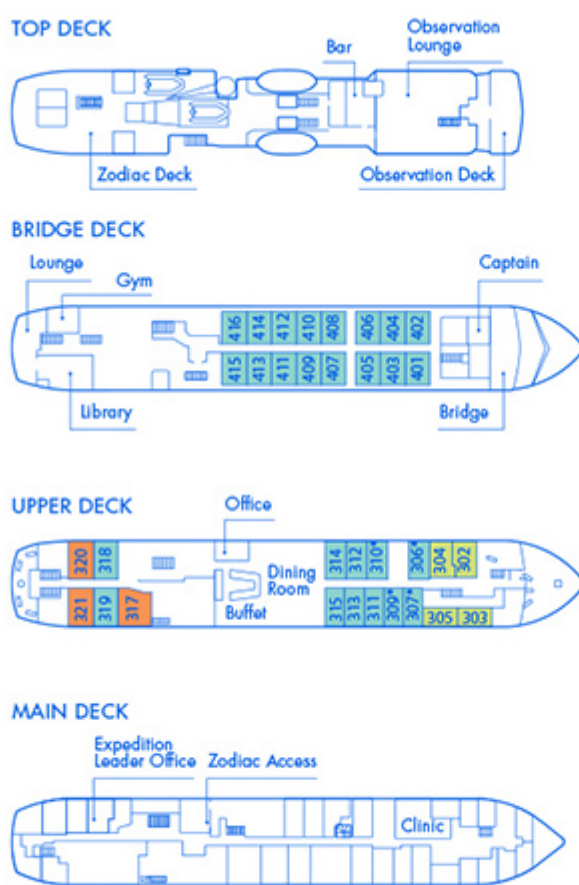 TOP DECK
Bar
Observation
Lounge
Zodiac Deck
Observation Deck
BRIDGE DECK
Lounge
Gym
Captain
416 414 412 410 408 406 404 402
415 413 411 409 407 405 403 401
Library
Bridge
UPPER DECK
Office
320 318
314 312 310* 306* 304 302
Dining
Room
Buffet
321 319 317
315 313 311 309* 307* 305 303
MAIN DECK
Expedition
Leader Office
Zodiac Access
Clinic